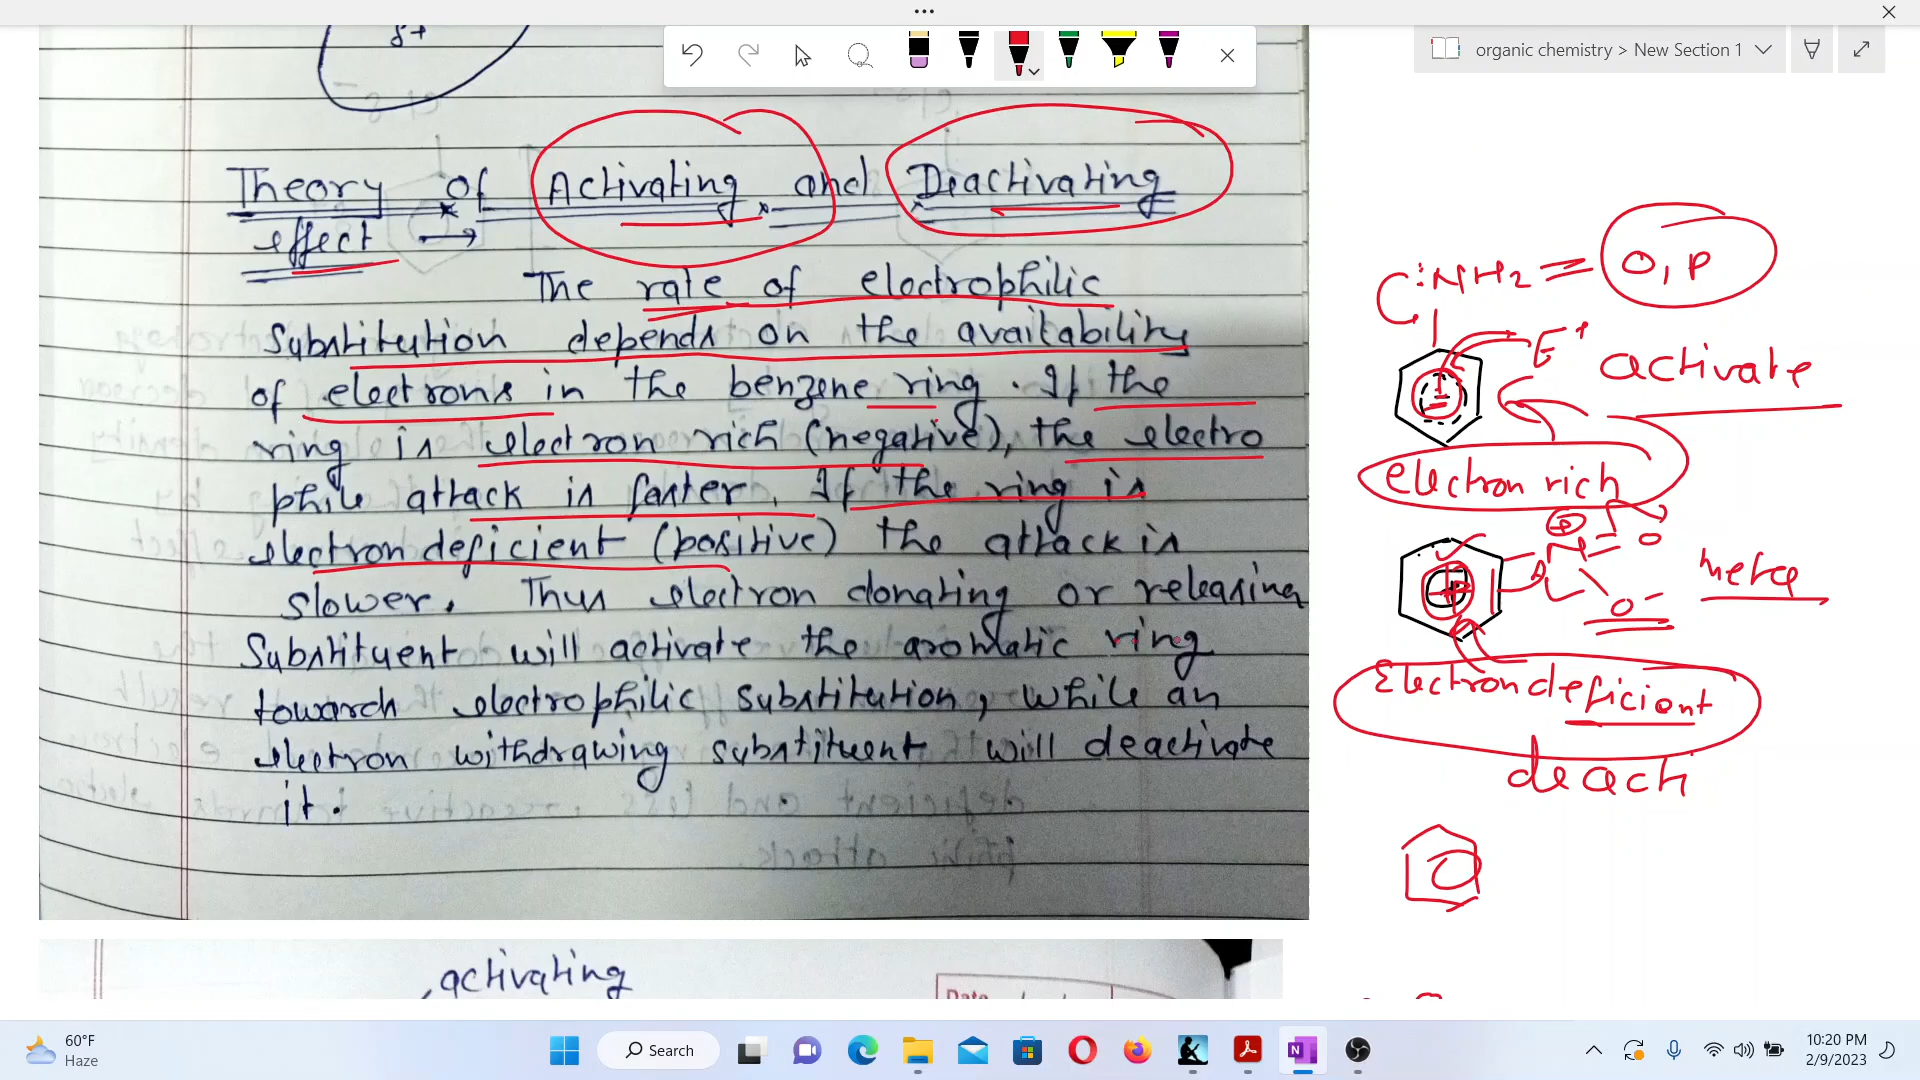 δ+
organic chemistry > New Section 1
Theory of Activating and Deactivating
effect →
The rate of electrophilic
Substitution depends on the availability
of electrons in the benzene ring. If the
ring is electron rich (negative), the electro
phile attack is faster. If the ring is
electron deficient (positive) the attack is
slower. Thus electron donating or releasing
Substituent will activate the aromatic ring
towards electrophilic substitution, while an
electron withdrawing substituent will deactivate
it.
:NH2 = O, P
E+
activate
electron rich
N = O
O-
meta
Electron deficient
deacti
activating
Date
60°F
Haze
Search
10:20 PM
2/9/2023